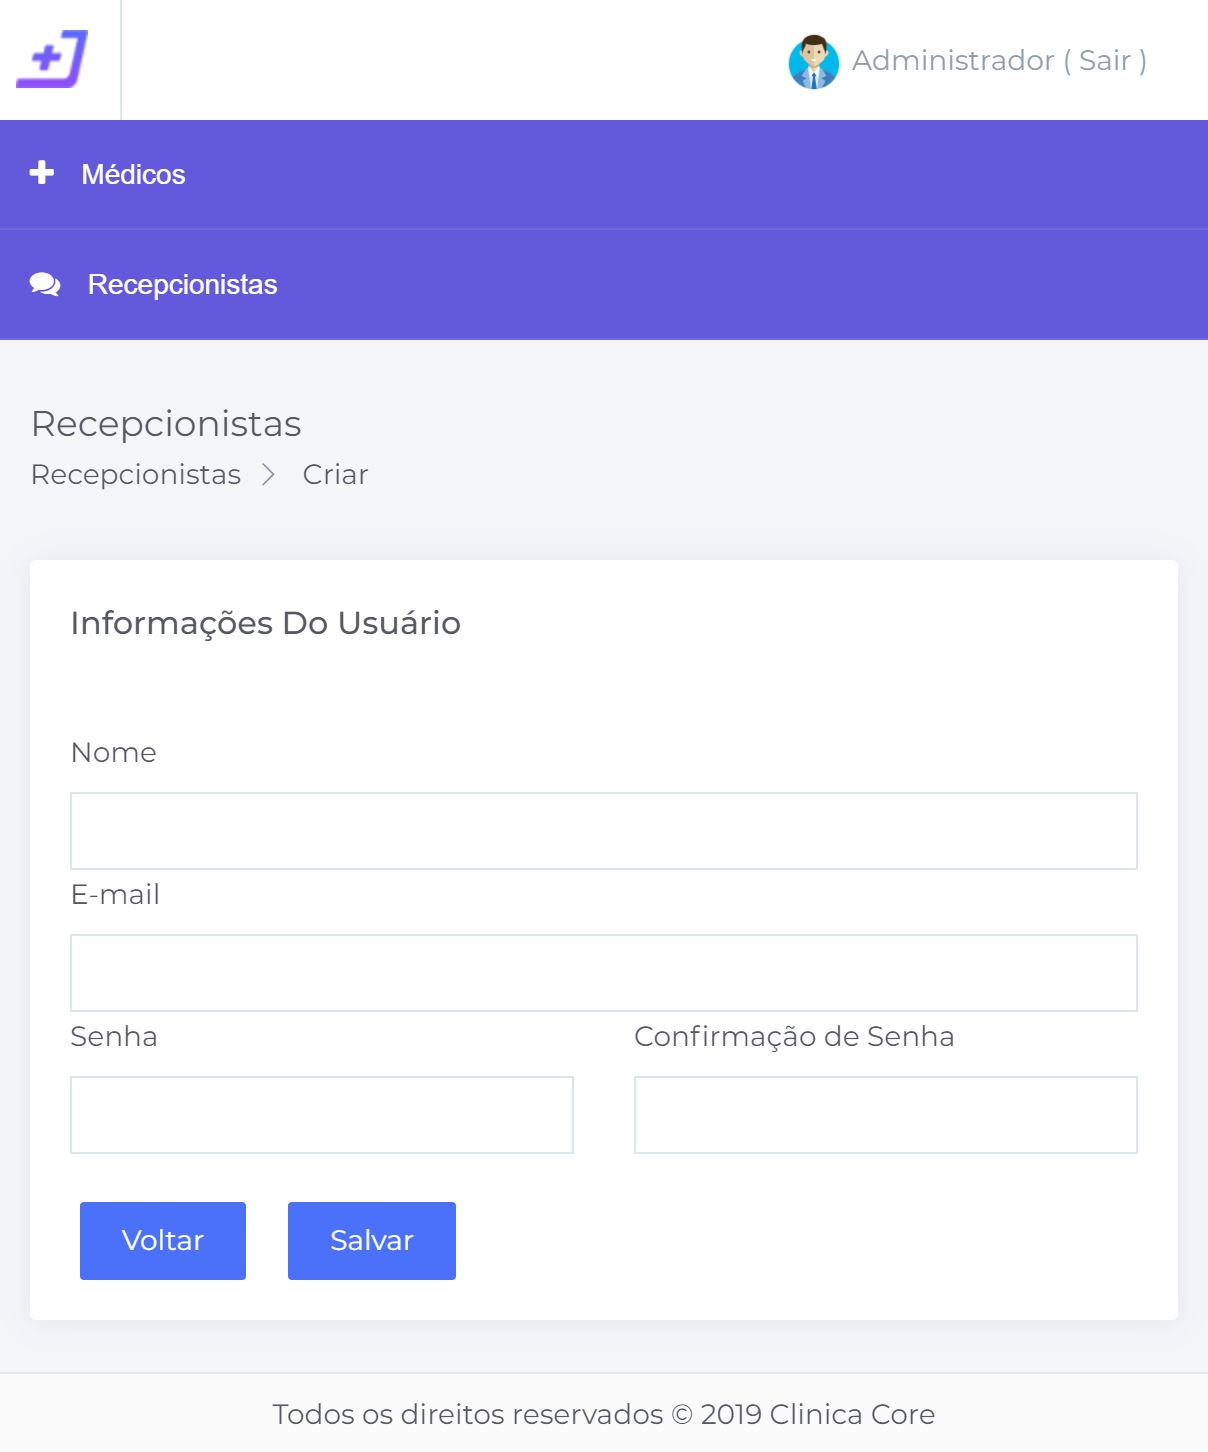 Administrador ( Sair )
Médicos
Recepcionistas
Recepcionistas
Recepcionistas > Criar
Informações Do Usuário
Nome
E-mail
Senha Confirmação de Senha
Voltar Salvar
Todos os direitos reservados © 2019 Clinica Core